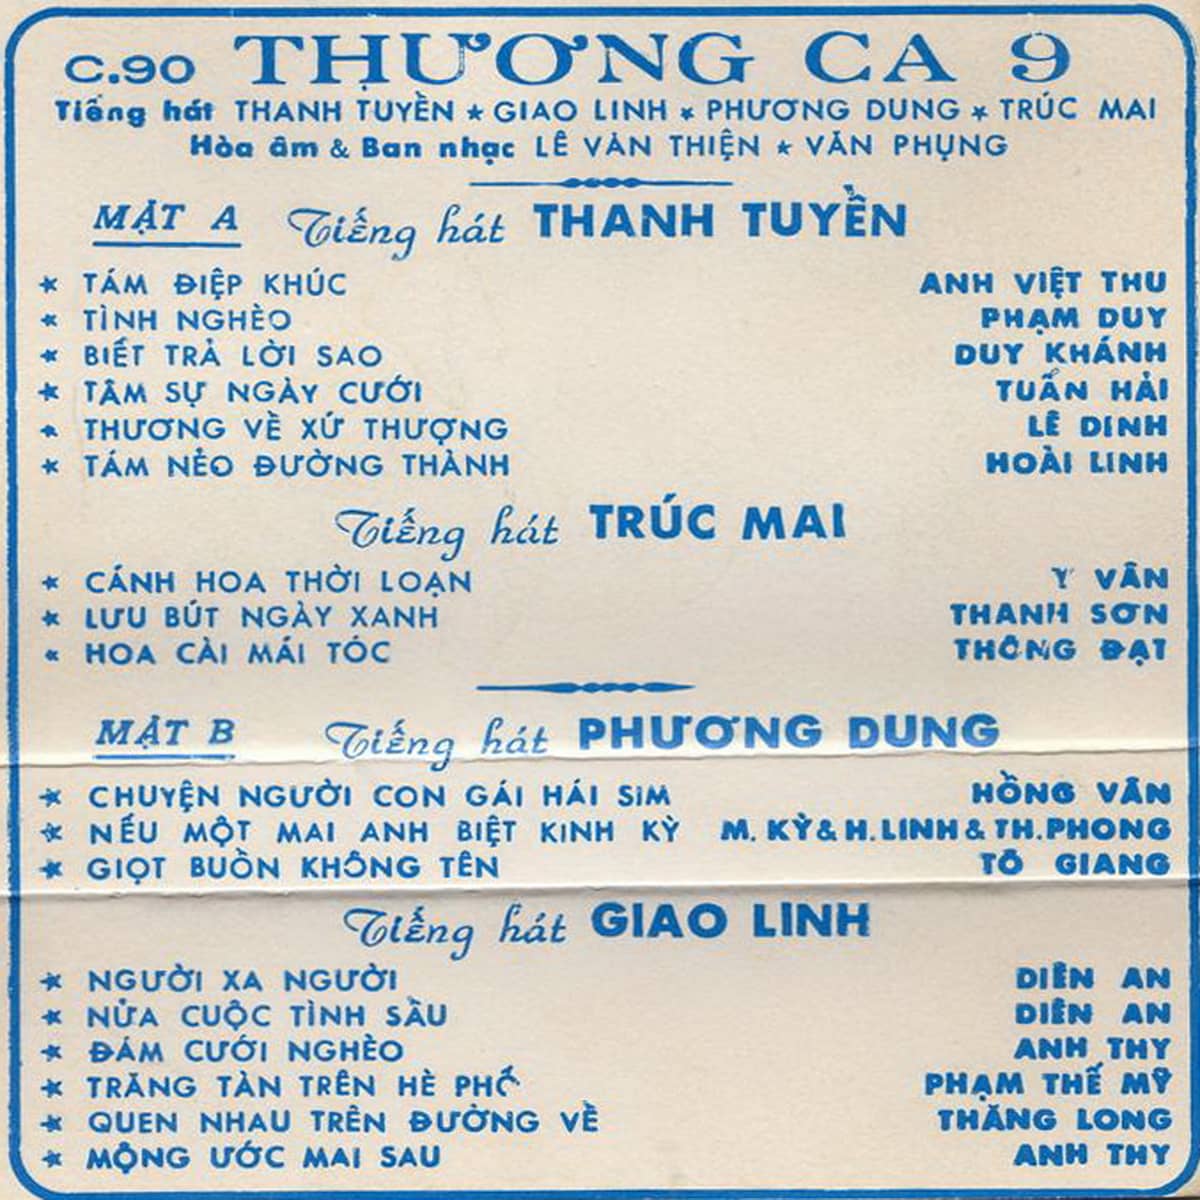 C.90 THƯƠNG CA 9
Tiếng hát THANH TUYỀN * GIAO LINH * PHƯƠNG DUNG * TRÚC MAI
Hòa âm & Ban nhạc LÊ VĂN THIỆN * VĂN PHỤNG
MẶT A Tiếng hát THANH TUYỀN
* TÁM ĐIỆP KHÚC ANH VIỆT THU
* TÌNH NGHÈO PHẠM DUY
* BIẾT TRẢ LỜI SAO DUY KHÁNH
* TÂM SỰ NGÀY CƯỚI TUẤN HẢI
* THƯƠNG VỀ XỨ THƯỢNG LÊ DINH
* TÁM NẺO ĐƯỜNG THÀNH HOÀI LINH
Tiếng hát TRÚC MAI
* CÁNH HOA THỜI LOẠN Y VÂN
* LƯU BÚT NGÀY XANH THANH SƠN
* HOA CÀI MÁI TÓC THÔNG ĐẠT
MẶT B Tiếng hát PHƯƠNG DUNG
* CHUYỆN NGƯỜI CON GÁI HÁI SIM HỒNG VÂN
* NẾU MỘT MAI ANH BIỆT KINH KỲ M. KỲ & H. LINH & TH. PHONG
* GIỌT BUỒN KHÔNG TÊN TÔ GIANG
Tiếng hát GIAO LINH
* NGƯỜI XA NGƯỜI DIÊN AN
* NỬA CUỘC TÌNH SẦU DIÊN AN
* ĐÁM CƯỚI NGHÈO ANH THY
* TRĂNG TÀN TRÊN HÈ PHỐ PHẠM THẾ MỸ
* QUEN NHAU TRÊN ĐƯỜNG VỀ THĂNG LONG
* MỘNG ƯỚC MAI SAU ANH THY